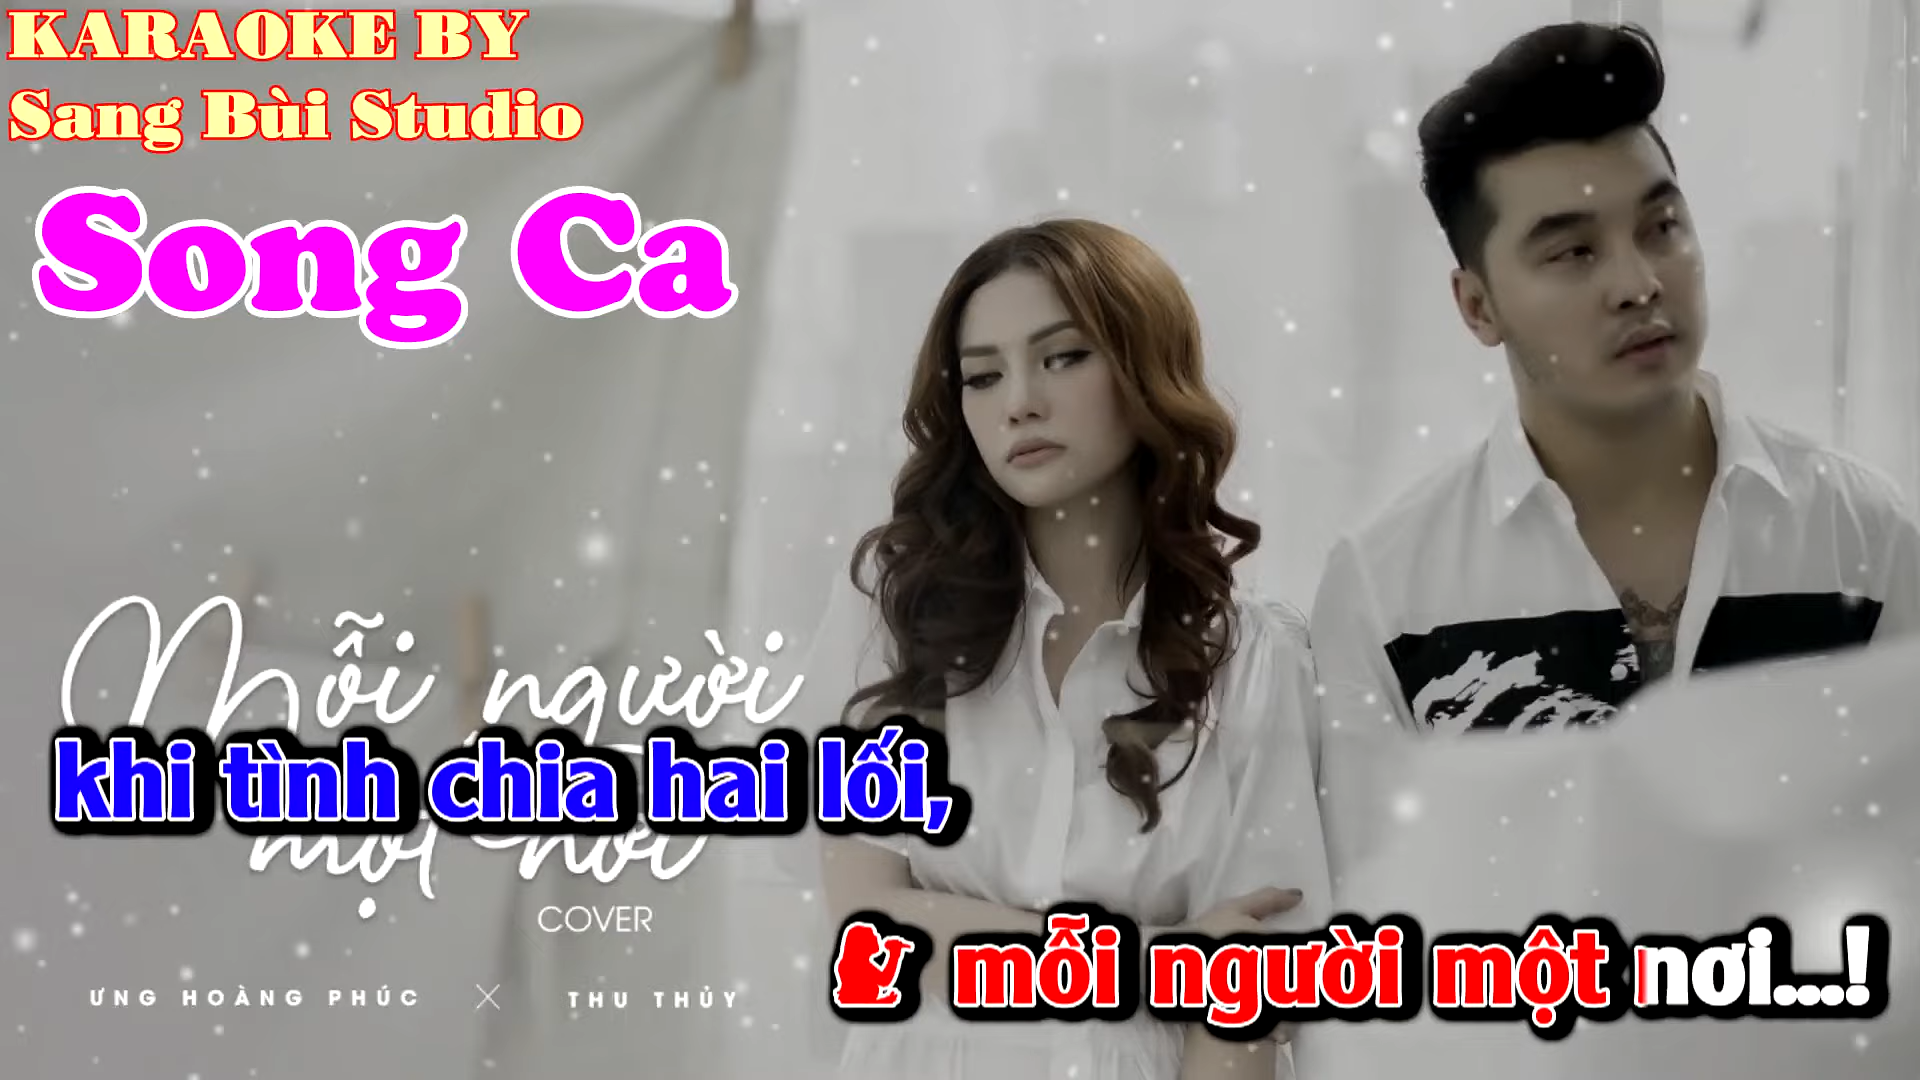 KARAOKE BY
Sang Bùi Studio
Song Ca
Mỗi người
khi tình chia hai lối,
một nơi
COVER
ƯNG HOÀNG PHÚC X THU THỦY
mỗi người một nơi...!